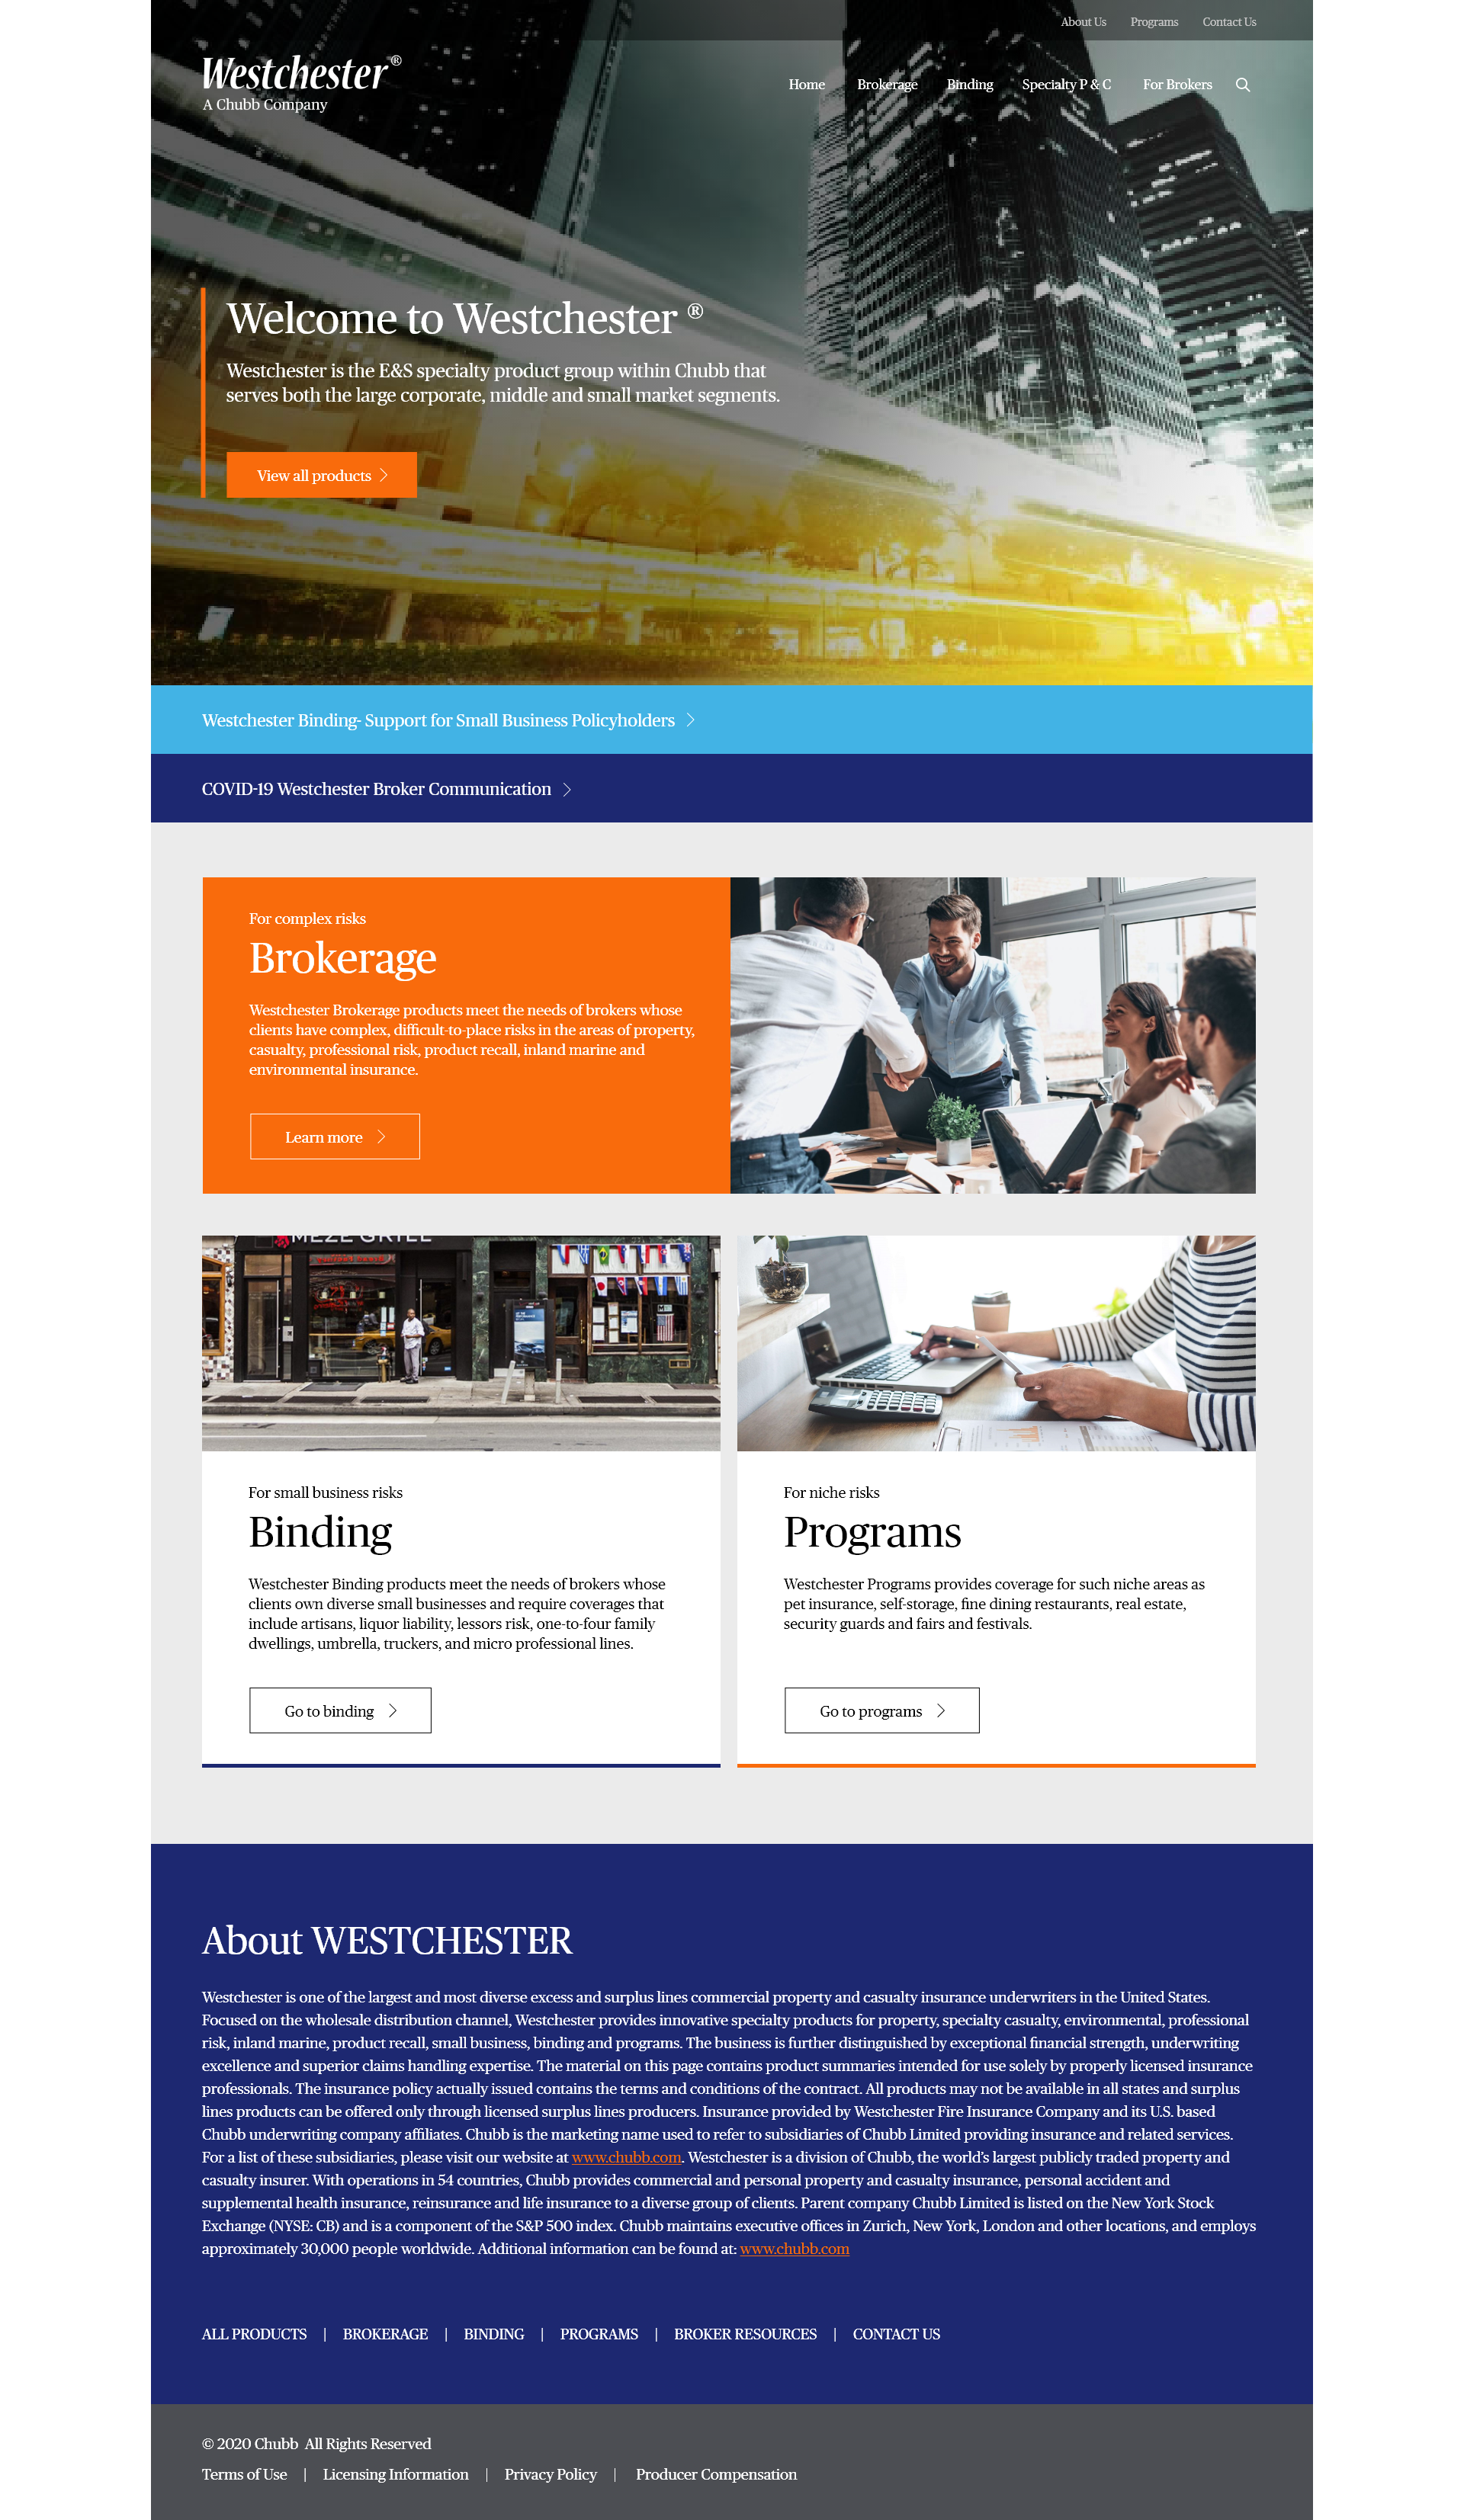 About Us Programs Contact Us
Westchester®
A Chubb Company
Home Brokerage Binding Specialty P & C For Brokers
Welcome to Westchester ®
Westchester is the E&S specialty product group within Chubb that
serves both the large corporate, middle and small market segments.
View all products
Westchester Binding- Support for Small Business Policyholders
COVID-19 Westchester Broker Communication
For complex risks
Brokerage
Westchester Brokerage products meet the needs of brokers whose
clients have complex, difficult-to-place risks in the areas of property,
casualty, professional risk, product recall, inland marine and
environmental insurance.
Learn more
MEZE GRILL
For small business risks
Binding
Westchester Binding products meet the needs of brokers whose
clients own diverse small businesses and require coverages that
include artisans, liquor liability, lessors risk, one-to-four family
dwellings, umbrella, truckers, and micro professional lines.
Go to binding
For niche risks
Programs
Westchester Programs provides coverage for such niche areas as
pet insurance, self-storage, fine dining restaurants, real estate,
security guards and fairs and festivals.
Go to programs
About WESTCHESTER
Westchester is one of the largest and most diverse excess and surplus lines commercial property and casualty insurance underwriters in the United States.
Focused on the wholesale distribution channel, Westchester provides innovative specialty products for property, specialty casualty, environmental, professional
risk, inland marine, product recall, small business, binding and programs. The business is further distinguished by exceptional financial strength, underwriting
excellence and superior claims handling expertise. The material on this page contains product summaries intended for use solely by properly licensed insurance
professionals. The insurance policy actually issued contains the terms and conditions of the contract. All products may not be available in all states and surplus
lines products can be offered only through licensed surplus lines producers. Insurance provided by Westchester Fire Insurance Company and its U.S. based
Chubb underwriting company affiliates. Chubb is the marketing name used to refer to subsidiaries of Chubb Limited providing insurance and related services.
For a list of these subsidiaries, please visit our website at www.chubb.com. Westchester is a division of Chubb, the world's largest publicly traded property and
casualty insurer. With operations in 54 countries, Chubb provides commercial and personal property and casualty insurance, personal accident and
supplemental health insurance, reinsurance and life insurance to a diverse group of clients. Parent company Chubb Limited is listed on the New York Stock
Exchange (NYSE: CB) and is a component of the S&P 500 index. Chubb maintains executive offices in Zurich, New York, London and other locations, and employs
approximately 30,000 people worldwide. Additional information can be found at: www.chubb.com
ALL PRODUCTS | BROKERAGE | BINDING | PROGRAMS | BROKER RESOURCES | CONTACT US
© 2020 Chubb All Rights Reserved
Terms of Use | Licensing Information | Privacy Policy | Producer Compensation